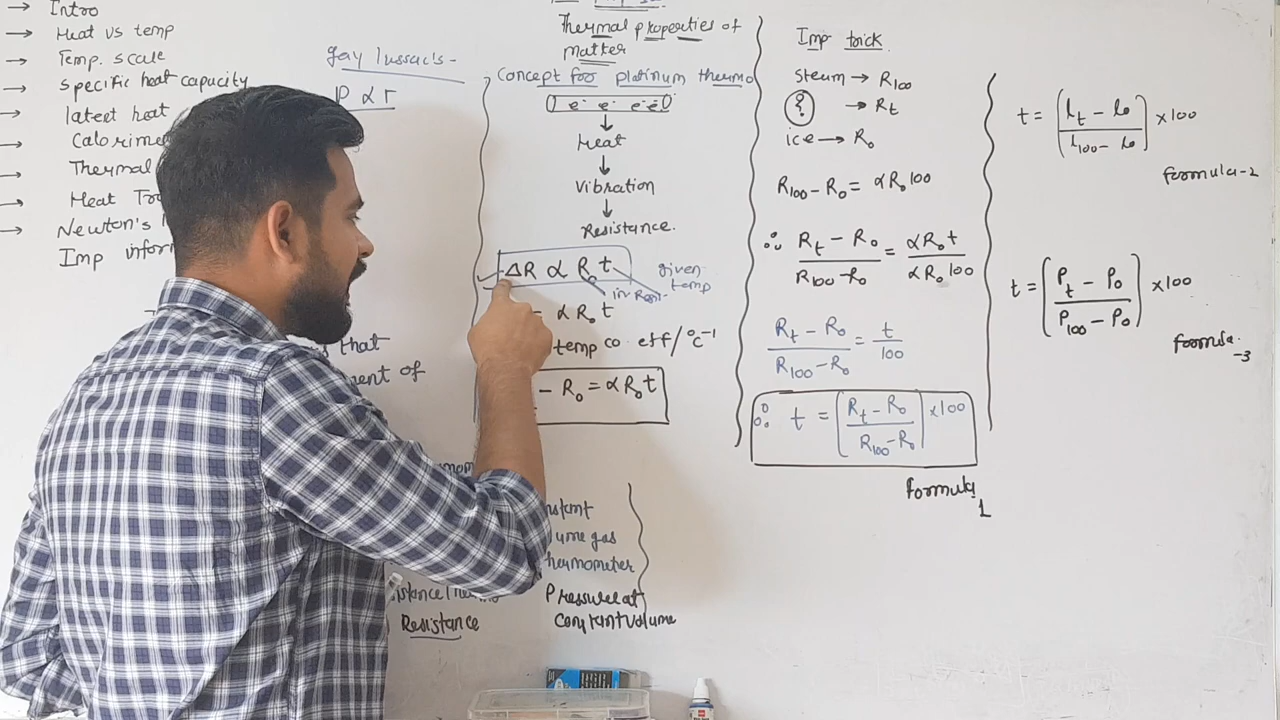 → Intro
→ Heat vs temp
→ Temp. scale
→ specific heat capacity
→ latent heat
→ Calorime
→ Thermal
→ Heat Tra
→ Newton's
Imp infor
gay lussac's -
P ∝ T
s that
ment of
Thermal properties of
matter
Concept for platinum thermo
e⁻ e⁻ e⁻ e⁻
↓
Heat
↓
Vibration
↓
Resistance.
ΔR ∝ R₀ t
given
temp
= ∝ R₀ t
temp co. eff / °c⁻¹
- R₀ = ∝ R₀ t
nstant
ume gas
hermometer
Resistance
Pressure at
constant volume
Imp trick.
steam → R₁₀₀
? → Rt
ice → R₀
R₁₀₀ - R₀ = ∝ R₀ 100
∴ (Rt - R₀)/(R₁₀₀ - R₀) = (∝ R₀ t)/(∝ R₀ 100)
(Rt - R₀)/(R₁₀₀ - R₀) = t/100
∴ t = [(Rt - R₀)/(R₁₀₀ - R₀)] × 100
formula
1
t = [(lt - l₀)/(l₁₀₀ - l₀)] × 100
formula-2
t = [(Pt - P₀)/(P₁₀₀ - P₀)] × 100
formula.
-3